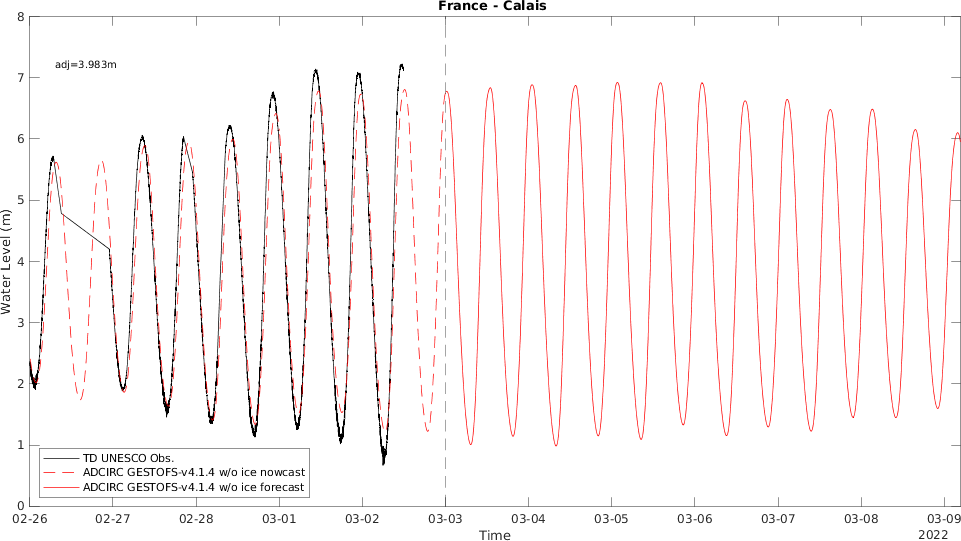 France - Calais
adj=3.983m
8
7
6
5
4
3
2
1
0
Water Level (m)
TD UNESCO Obs.
ADCIRC GESTOFS-v4.1.4 w/o ice nowcast
ADCIRC GESTOFS-v4.1.4 w/o ice forecast
02-26 02-27 02-28 03-01 03-02 03-03 03-04 03-05 03-06 03-07 03-08 03-09
Time
2022